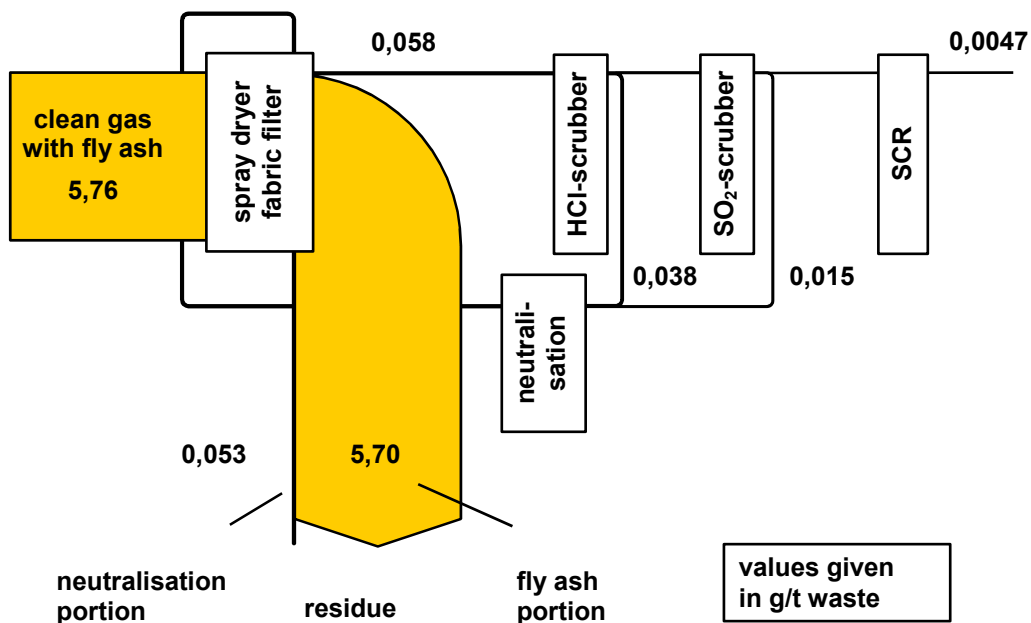 0,058
0,0047
clean gas
with fly ash
5,76
spray dryer
fabric filter
HCl-scrubber
SO₂-scrubber
SCR
0,038
0,015
neutrali-
sation
0,053
5,70
neutralisation
portion
residue
fly ash
portion
values given
in g/t waste